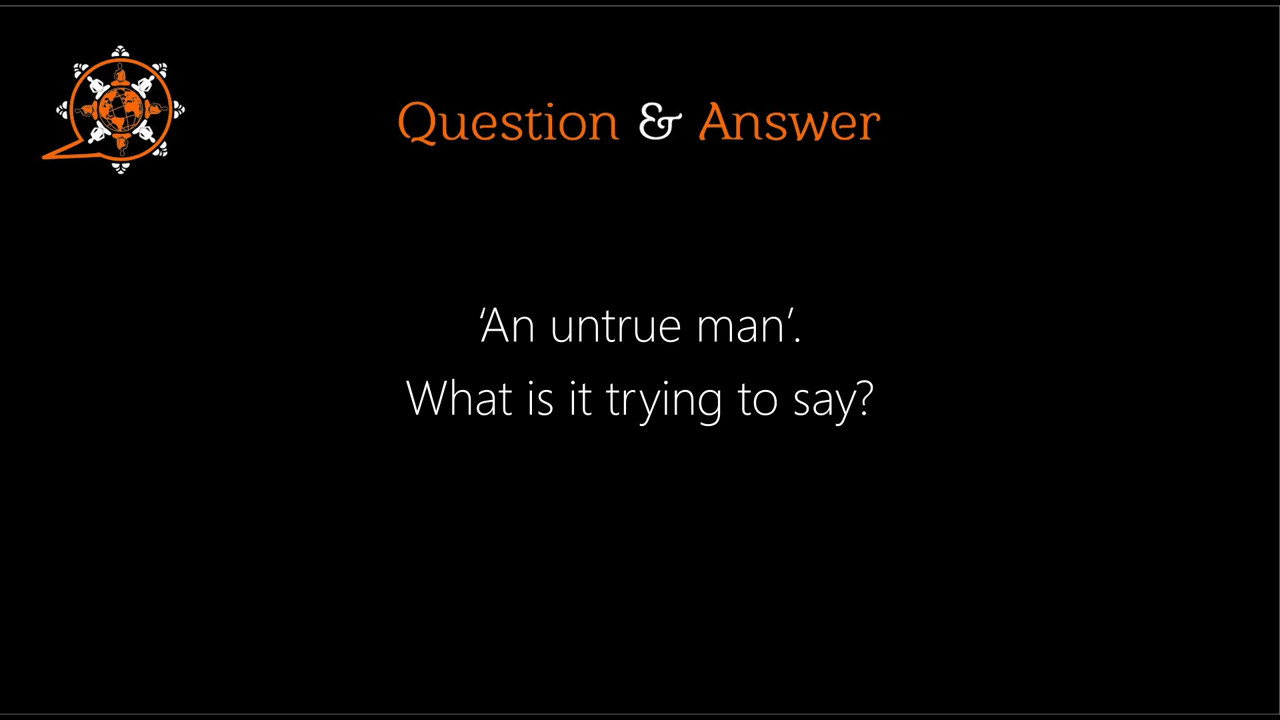 Question & Answer
‘An untrue man’.
What is it trying to say?